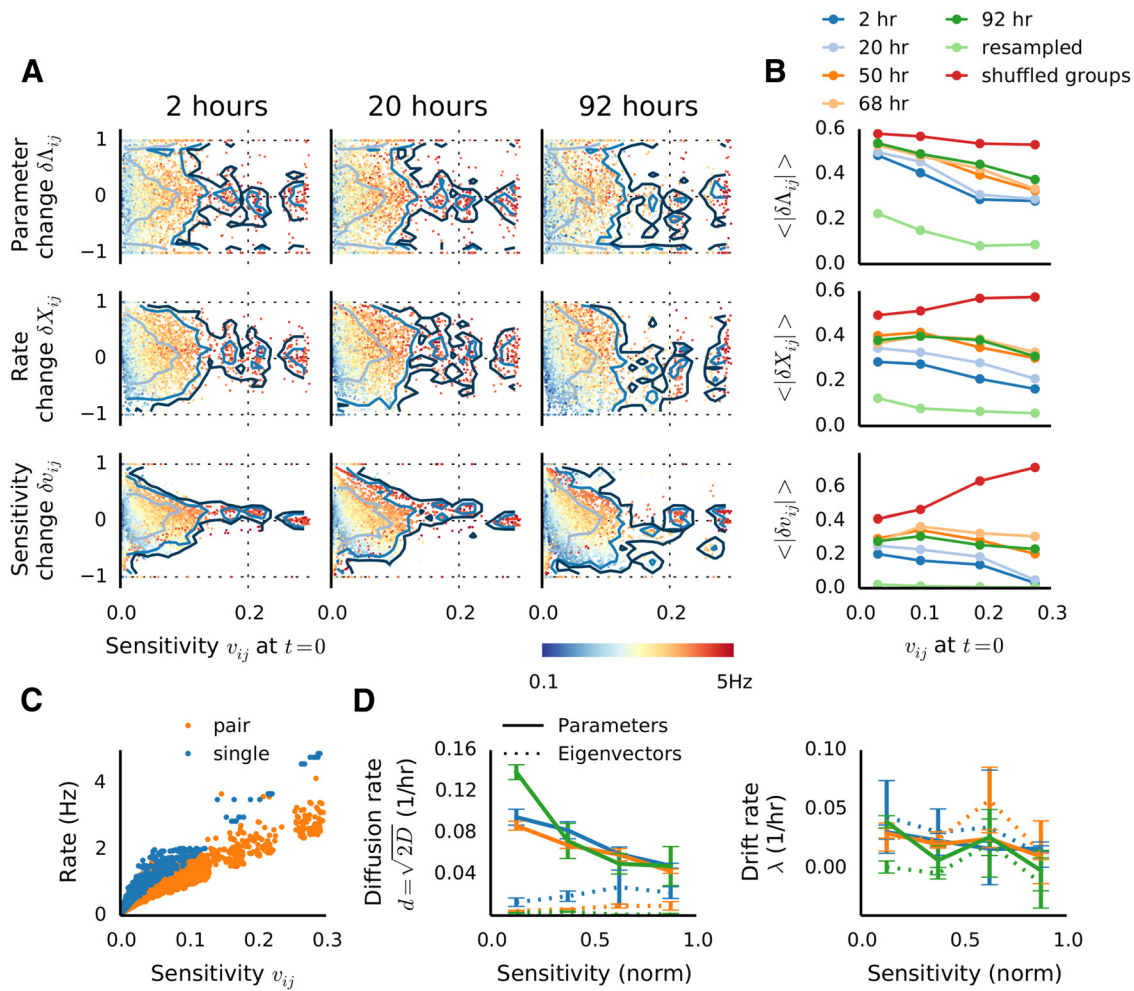 2 hr
20 hr
50 hr
68 hr
92 hr
resampled
shuffled groups
A
2 hours
20 hours
92 hours
Parameter
change δΛij
1
0
−1
Rate
change δXij
1
0
−1
Sensitivity
change δvij
1
0
−1
0.0
0.2
0.0
0.2
0.0
0.2
Sensitivity vij at t=0
0.1
5Hz
B
<|δΛij|>
0.6
0.4
0.2
0.0
<|δXij|>
0.6
0.4
0.2
0.0
<|δvij|>
0.6
0.4
0.2
0.0
0.0
0.1
0.2
0.3
vij at t=0
C
pair
single
Rate (Hz)
4
2
0
0.0
0.1
0.2
0.3
Sensitivity vij
D
Parameters
Eigenvectors
Diffusion rate
d=√2D (1/hr)
0.16
0.12
0.08
0.04
0.0
0.5
1.0
Sensitivity (norm)
Drift rate
λ (1/hr)
0.10
0.05
0.00
0.0
0.5
1.0
Sensitivity (norm)